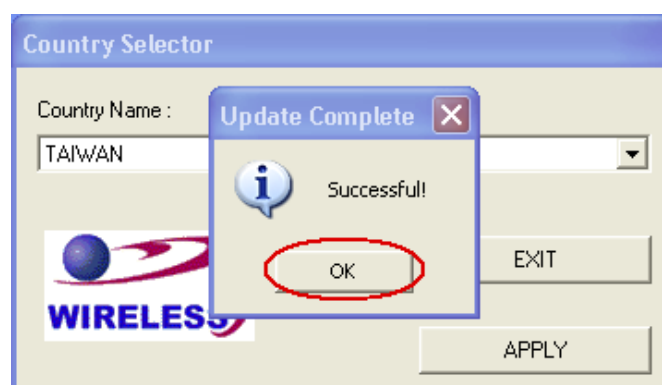 Country Selector
Country Name :
TAIWAN
Update Complete
Successful!
OK
EXIT
WIRELESS
APPLY